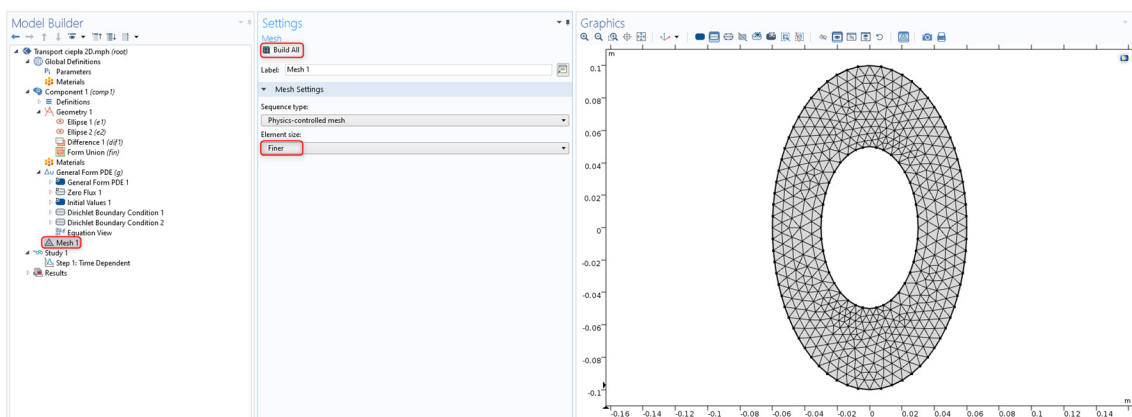 Model Builder
Transport ciepła 2D.mph (root)
Global Definitions
Pi Parameters
Materials
Component 1 (comp1)
Definitions
Geometry 1
Ellipse 1 (e1)
Ellipse 2 (e2)
Difference 1 (dif1)
Form Union (fin)
Materials
Δu General Form PDE (g)
General Form PDE 1
Zero Flux 1
Initial Values 1
Dirichlet Boundary Condition 1
Dirichlet Boundary Condition 2
Equation View
Mesh 1
Study 1
Step 1: Time Dependent
Results
Settings
Mesh
Build All
Label: Mesh 1
Mesh Settings
Sequence type:
Physics-controlled mesh
Element size:
Finer
Graphics
m
0.1
0.08
0.06
0.04
0.02
0
-0.02
-0.04
-0.06
-0.08
-0.1
m
-0.16 -0.14 -0.12 -0.1 -0.08 -0.06 -0.04 -0.02 0 0.02 0.04 0.06 0.08 0.1 0.12 0.14